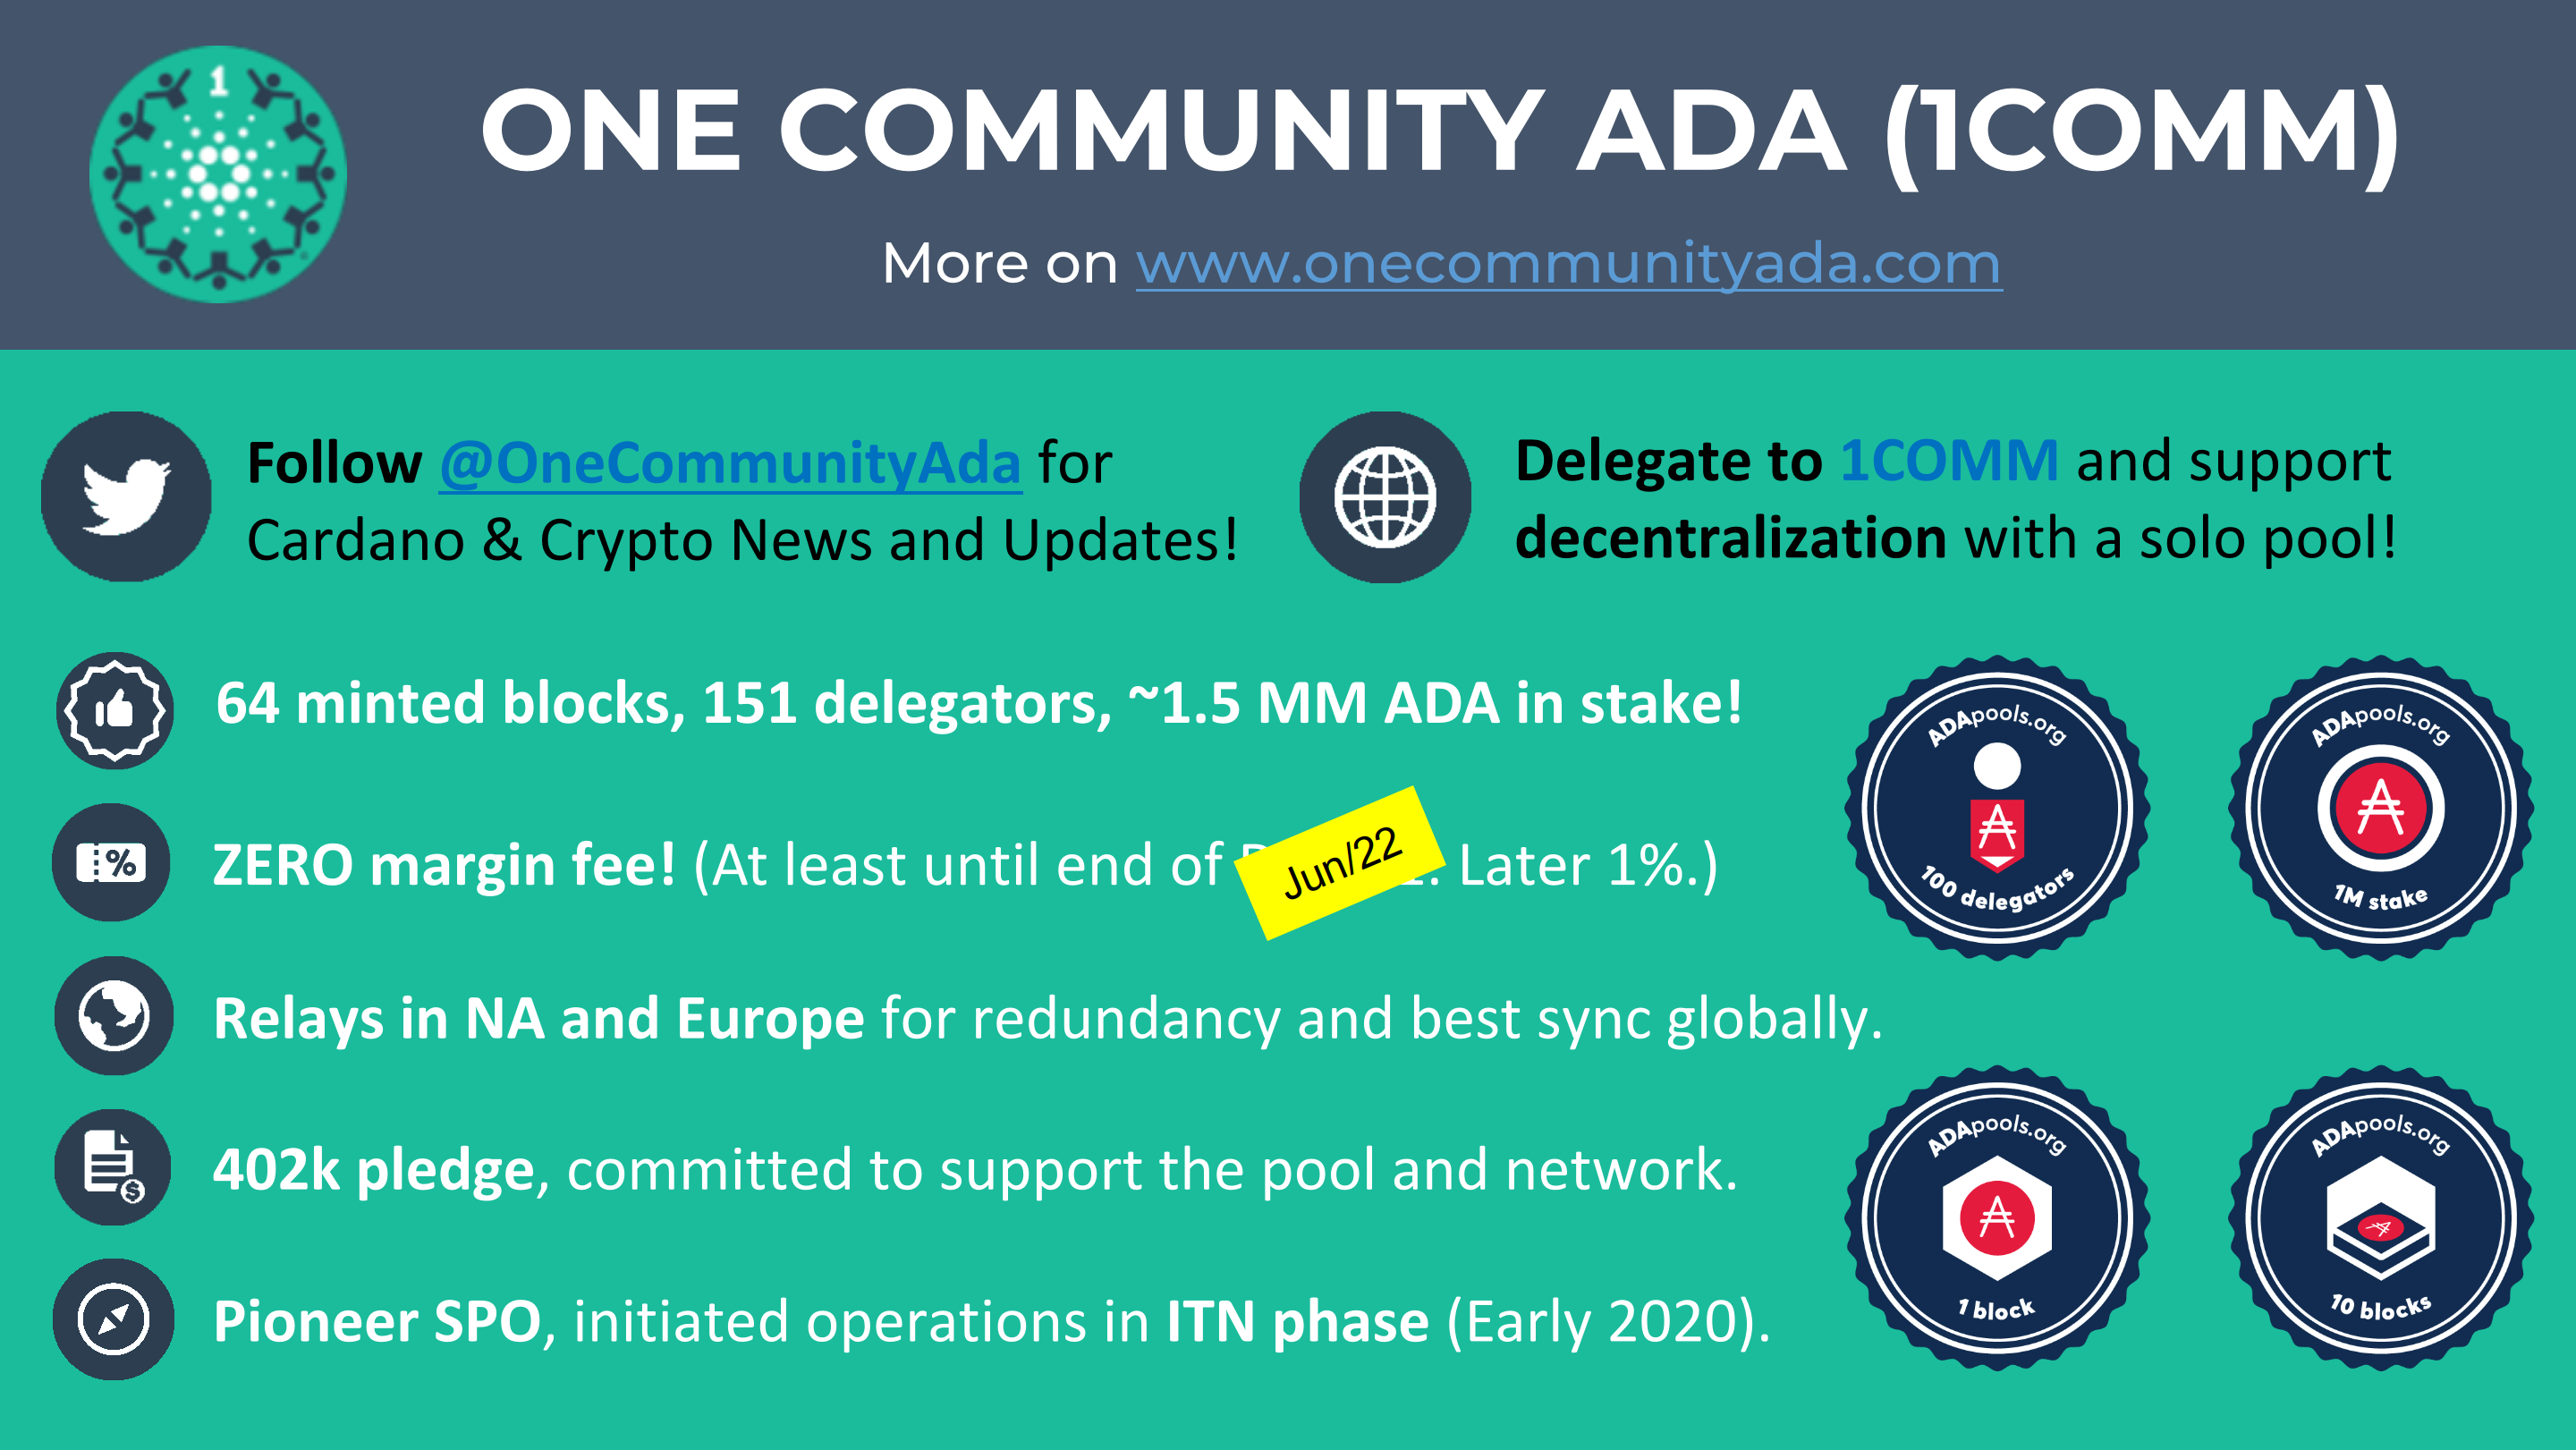 1
ONE COMMUNITY ADA (1COMM)
More on www.onecommunityada.com
Follow @OneCommunityAda for
Cardano & Crypto News and Updates!
Delegate to 1COMM and support
decentralization with a solo pool!
64 minted blocks, 151 delegators, ~1.5 MM ADA in stake!
ZERO margin fee! (At least until end of Jun/22 Later 1%.)
Relays in NA and Europe for redundancy and best sync globally.
402k pledge, committed to support the pool and network.
Pioneer SPO, initiated operations in ITN phase (Early 2020).
ADApools.org
100 delegators
ADApools.org
1M stake
ADApools.org
1 block
ADApools.org
10 blocks